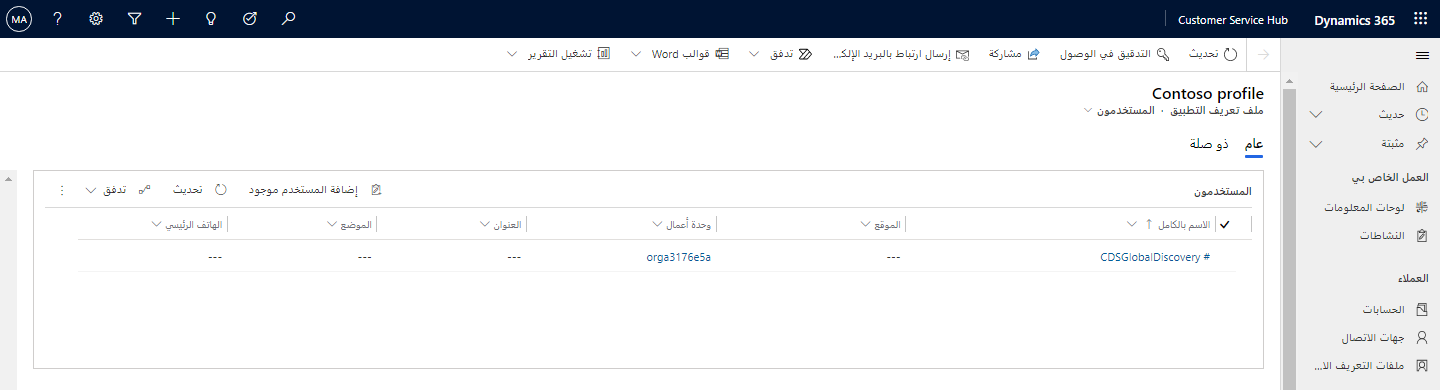 Dynamics 365
Customer Service Hub
MA
تحديث
التدقيق في الوصول
مشاركة
إرسال ارتباط بالبريد الإلك...
تدفق
قوالب Word
تشغيل التقرير
Contoso profile
ملف تعريف التطبيق · المستخدمون
عام
ذو صلة
المستخدمون
إضافة المستخدم موجود
تحديث
تدفق
الاسم بالكامل ↑
الموقع
وحدة أعمال
العنوان
الموضع
الهاتف الرئيسي
# CDSGlobalDiscovery
---
orga3176e5a
---
---
---
الصفحة الرئيسية
حديث
مثبتة
العمل الخاص بي
لوحات المعلومات
النشاطات
العملاء
الحسابات
جهات الاتصال
ملفات التعريف الا...